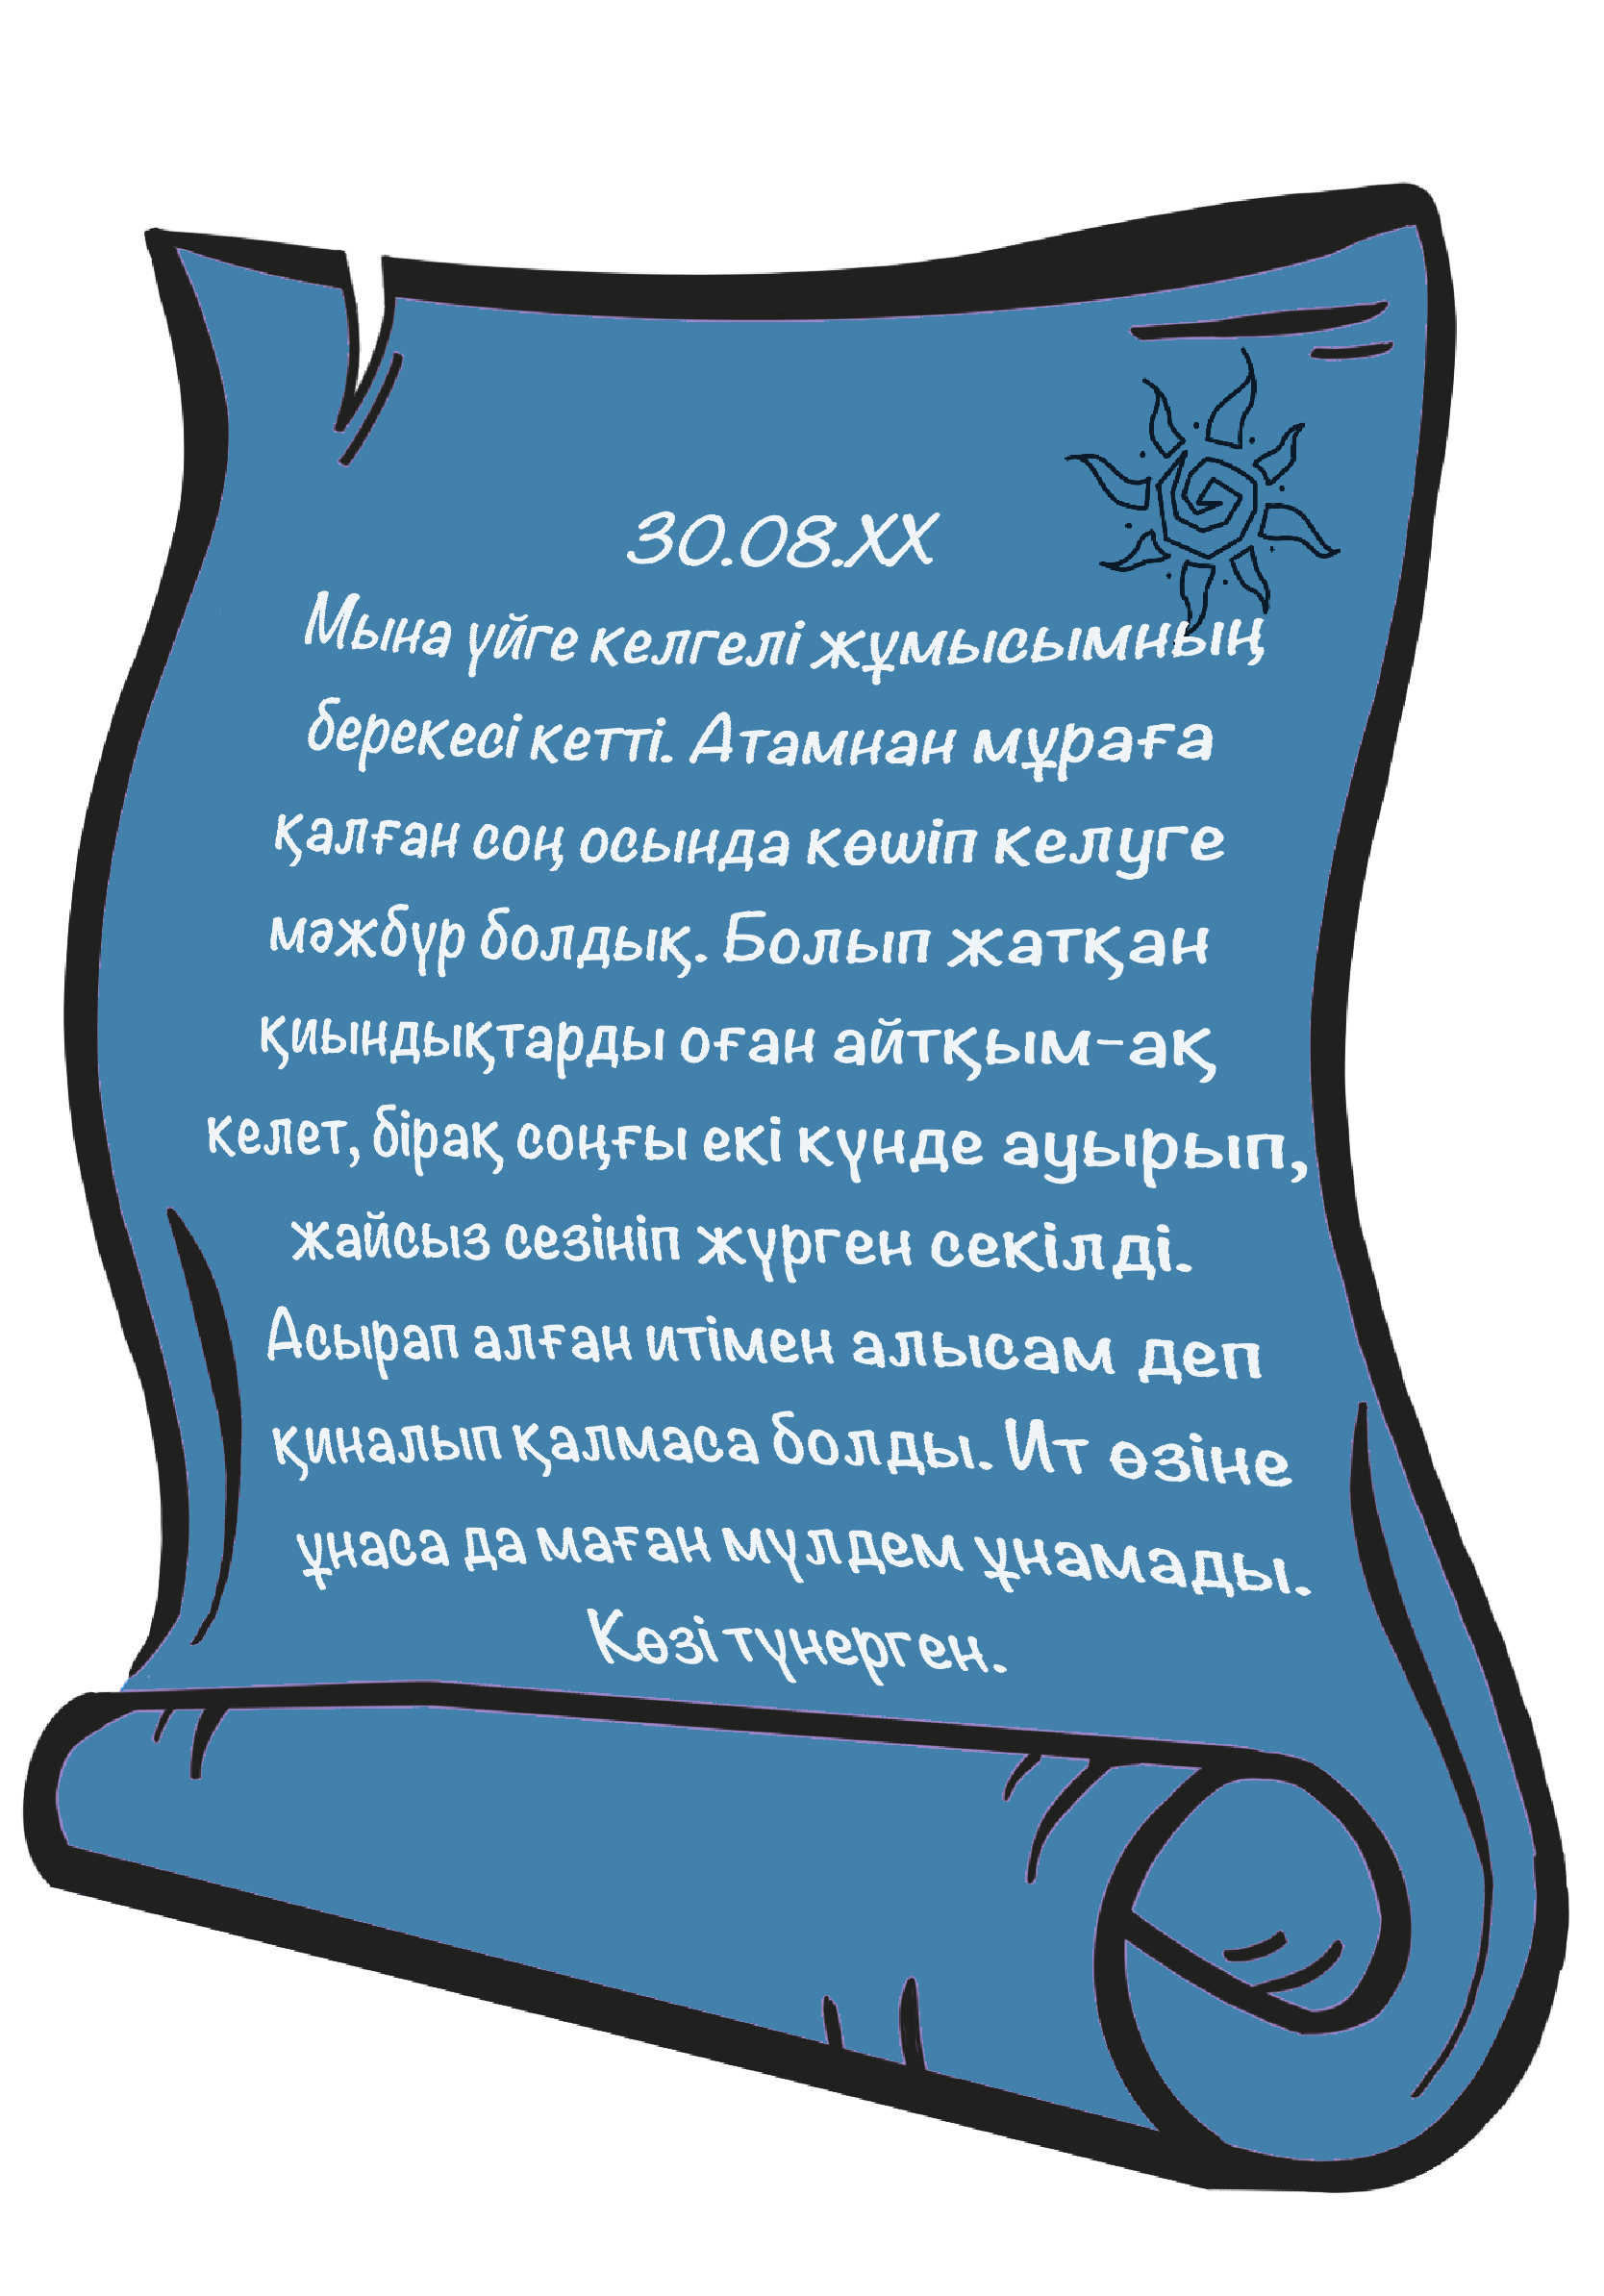 30.08.XX
Мына үйге келгелі жұмысымның
берекесі кетті. Атамнан мұраға
қалған соң осында көшіп келуге
мәжбүр болдық. Болып жатқан
қиындықтарды оған айтқым-ақ
келет, бірақ соңғы екі күнде ауырып,
жайсыз сезініп жүрген секілді.
Асырап алған итімен алысам деп
қиналып қалмаса болды. Ит өзіне
ұнаса да маған мүлдем ұнамады.
Көзі түнерген.